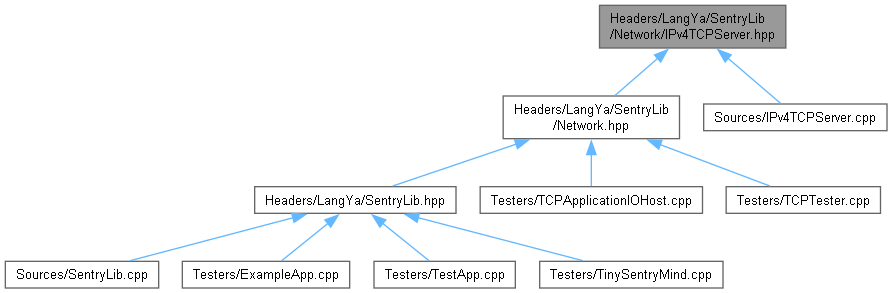 Headers/LangYa/SentryLib
/Network/IPv4TCPServer.hpp
Headers/LangYa/SentryLib
/Network.hpp
Sources/IPv4TCPServer.cpp
Headers/LangYa/SentryLib.hpp
Testers/TCPApplicationIOHost.cpp
Testers/TCPTester.cpp
Sources/SentryLib.cpp
Testers/ExampleApp.cpp
Testers/TestApp.cpp
Testers/TinySentryMind.cpp